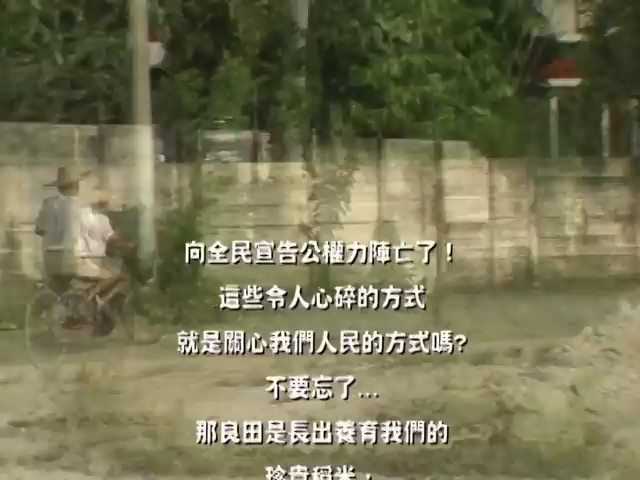 向全民宣告公權力陣亡了！
這些令人心碎的方式
就是關心我們人民的方式嗎?
不要忘了...
那良田是長出養育我們的
珍貴稻米，